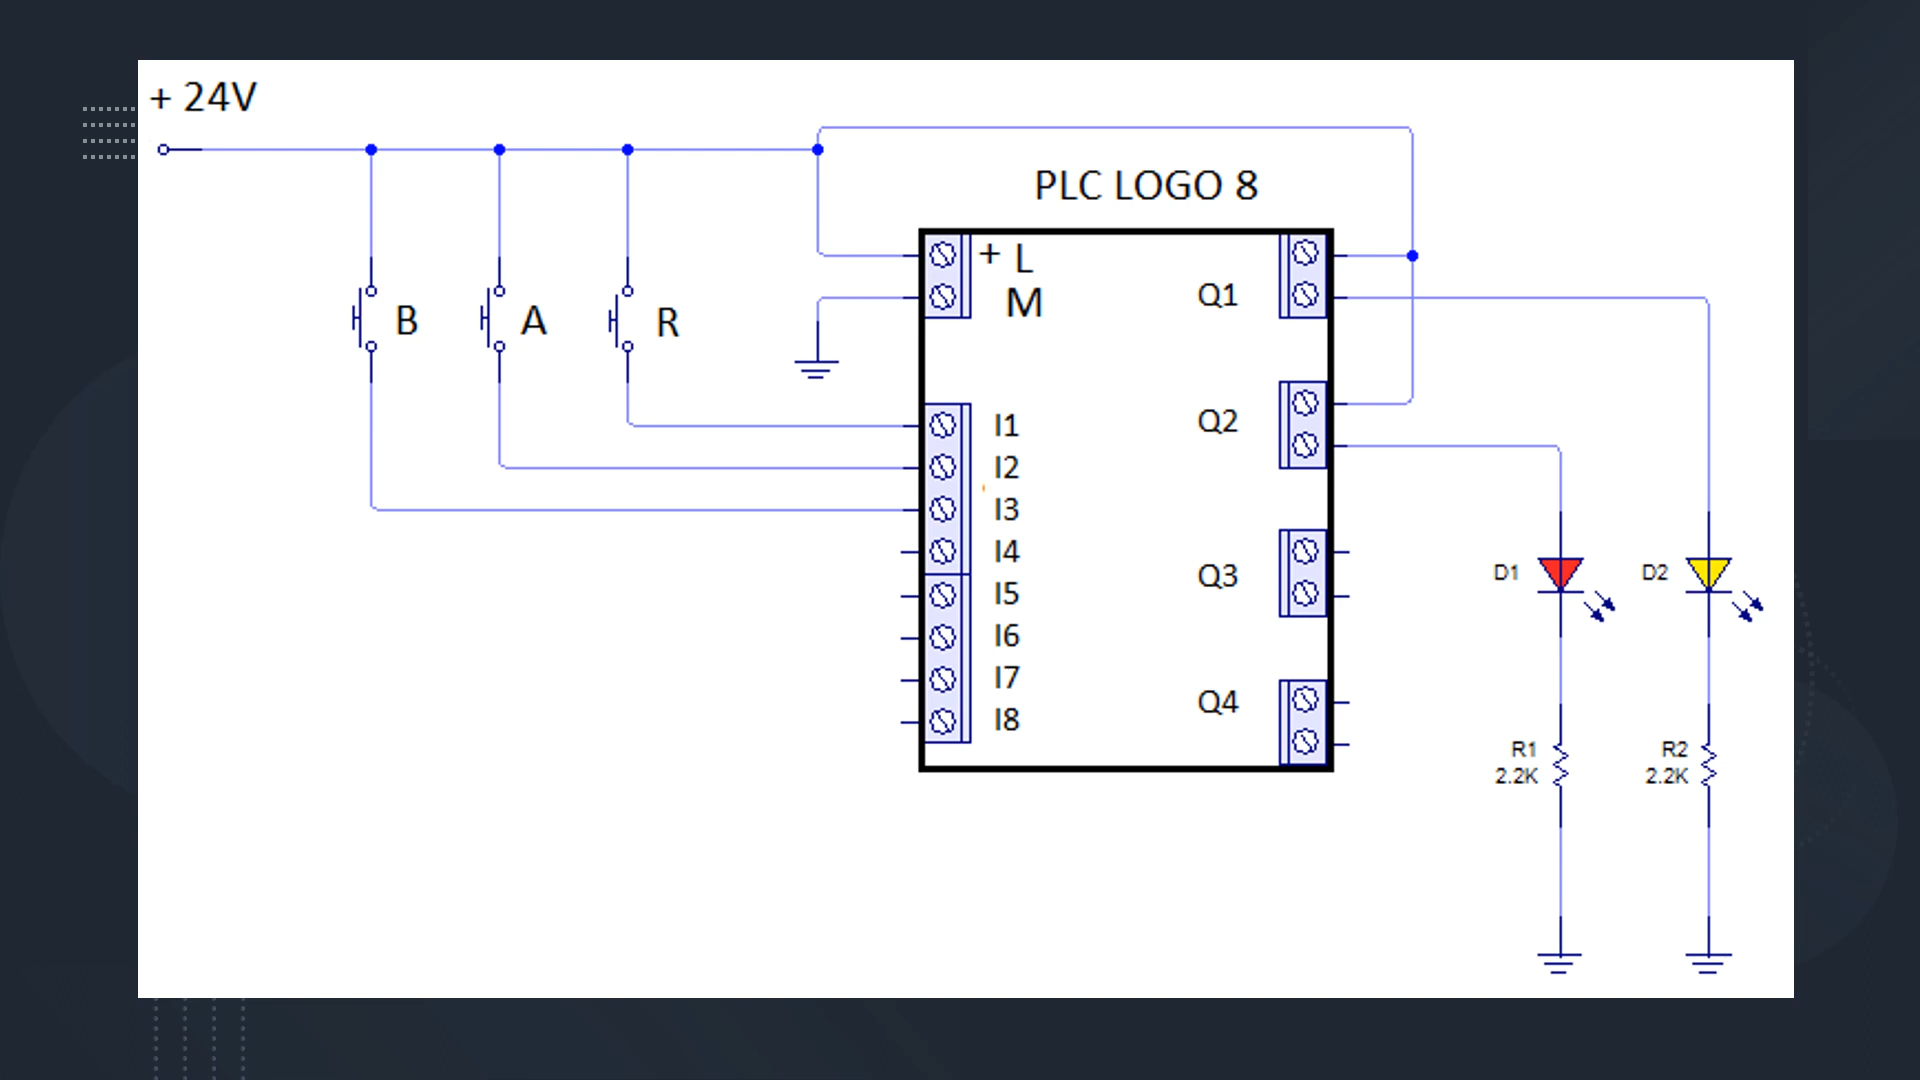 + 24V
PLC LOGO 8
+ L
M
Q1
B
A
R
I1
I2
I3
I4
I5
I6
I7
I8
Q2
Q3
Q4
D1
D2
R1
2.2K
R2
2.2K